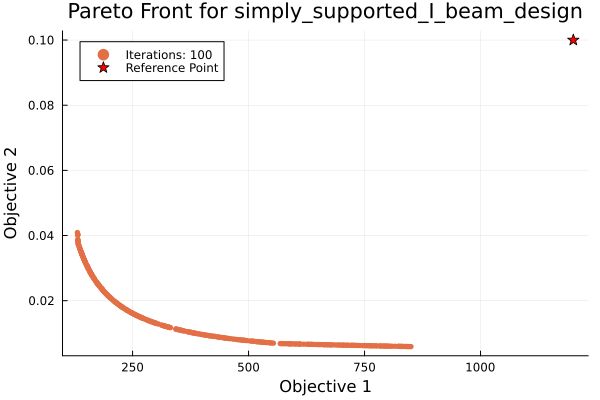 Pareto Front for simply_supported_I_beam_design
Iterations: 100
Reference Point
Objective 2
0.10
0.08
0.06
0.04
0.02
250
500
750
1000
Objective 1